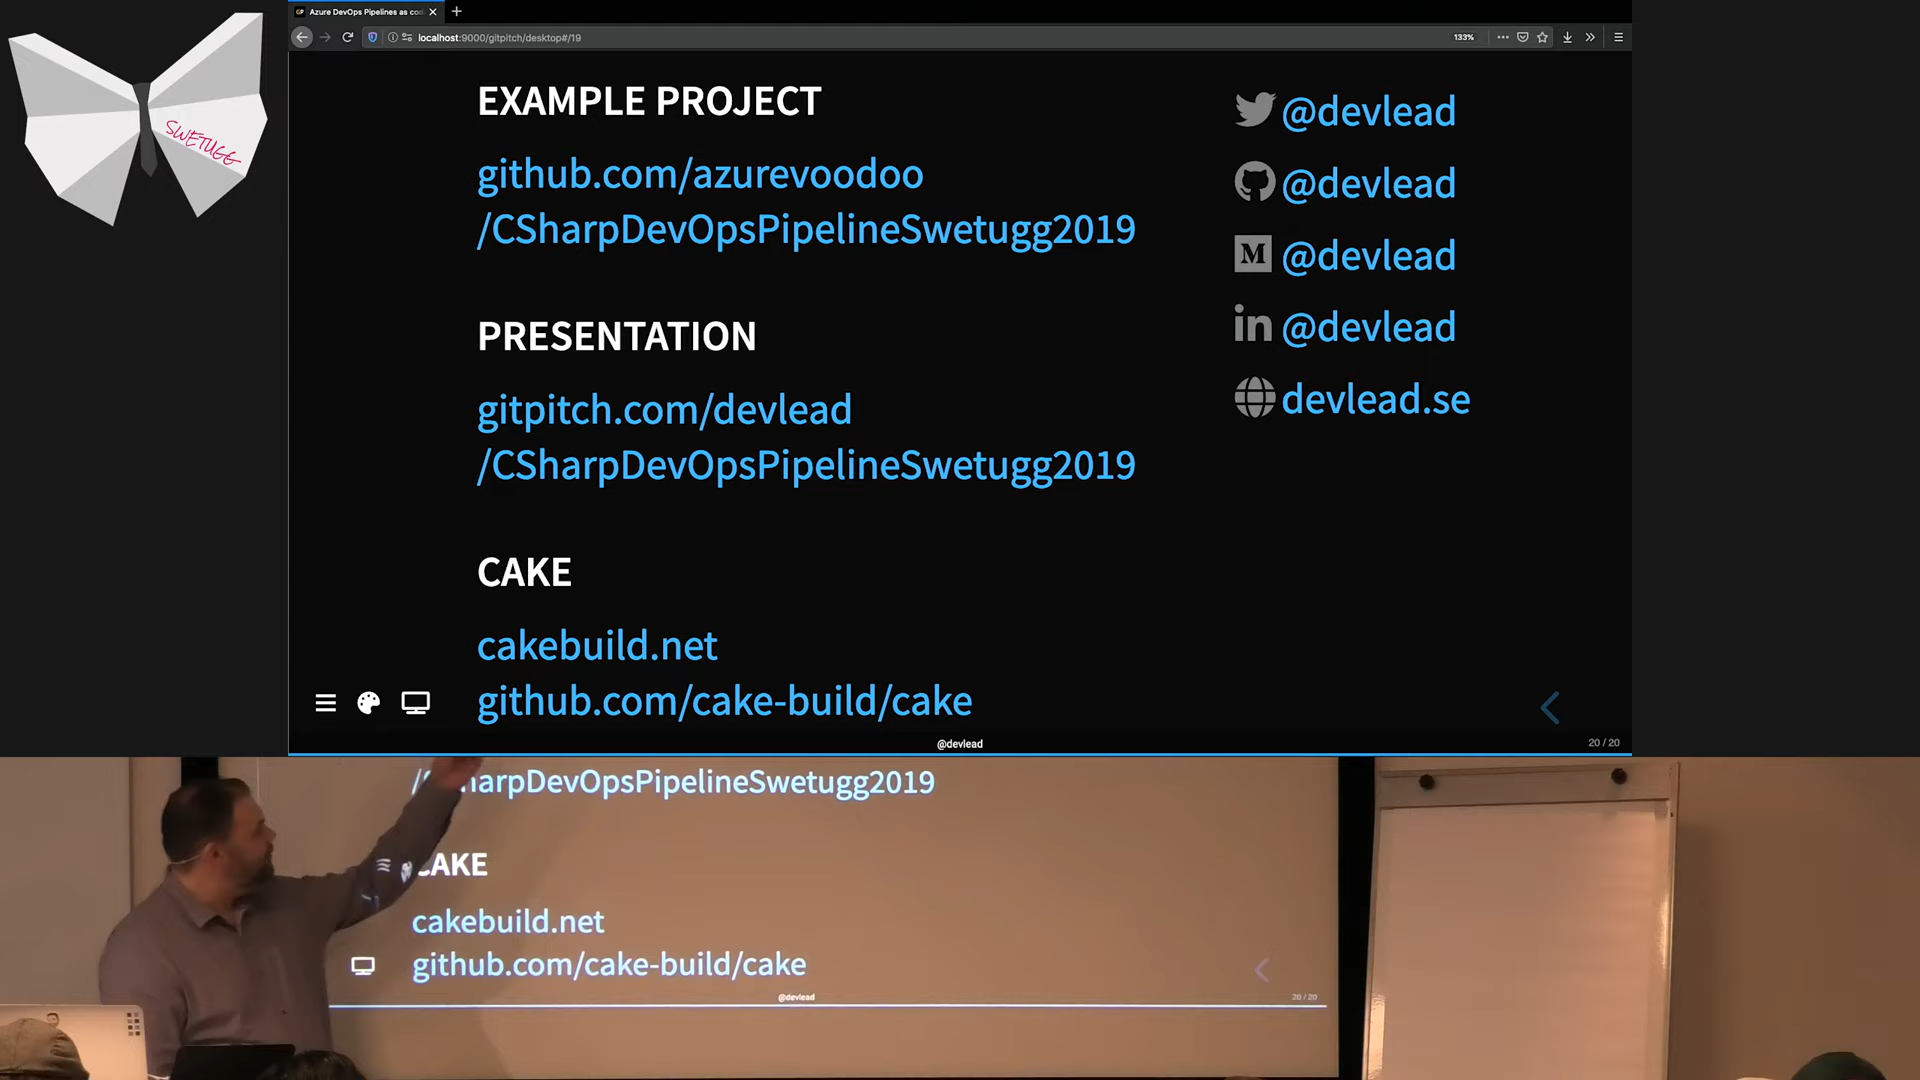 SWETUGG
Azure DevOps Pipelines as cod
localhost:9000/gitpitch/desktop#/19
133%
EXAMPLE PROJECT
github.com/azurevoodoo
/CSharpDevOpsPipelineSwetugg2019
PRESENTATION
gitpitch.com/devlead
/CSharpDevOpsPipelineSwetugg2019
CAKE
cakebuild.net
github.com/cake-build/cake
@devlead
@devlead
@devlead
@devlead
devlead.se
@devlead
20 / 20
/CSharpDevOpsPipelineSwetugg2019
CAKE
cakebuild.net
github.com/cake-build/cake
@devlead
20 / 20